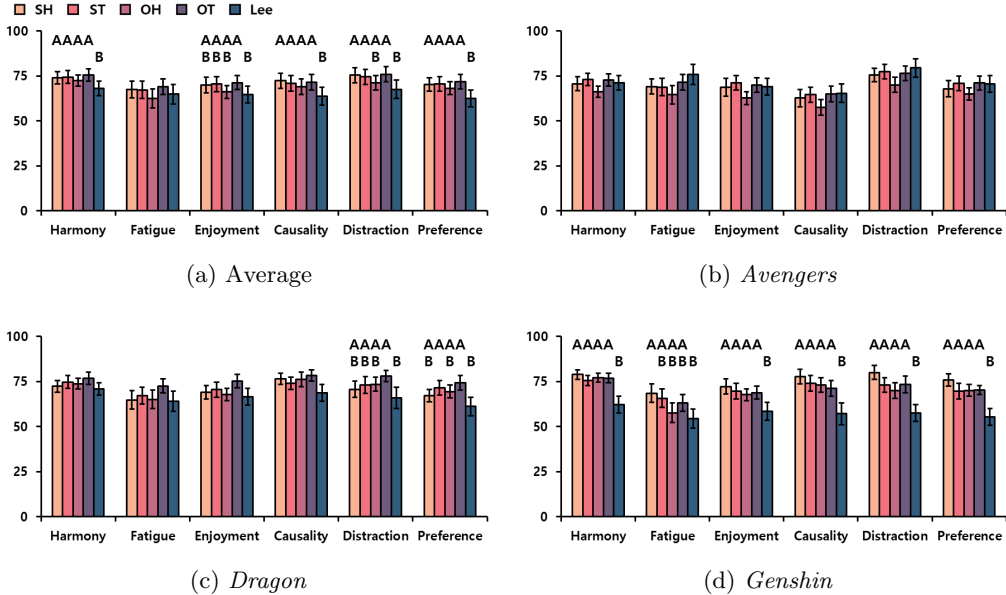 SH ST OH OT Lee
100
75
50
25
0
AAAA
B
AAAA
BBB B
AAAA
B
AAAA
B B
AAAA
B
Harmony Fatigue Enjoyment Causality Distraction Preference
(a) Average
100
75
50
25
0
Harmony Fatigue Enjoyment Causality Distraction Preference
(b) Avengers
100
75
50
25
0
AAAA
BBB B
AAAA
B B B
Harmony Fatigue Enjoyment Causality Distraction Preference
(c) Dragon
100
75
50
25
0
AAAA
B
AAAA
BBBB
AAAA
B
AAAA
B
AAAA
B
AAAA
B
Harmony Fatigue Enjoyment Causality Distraction Preference
(d) Genshin